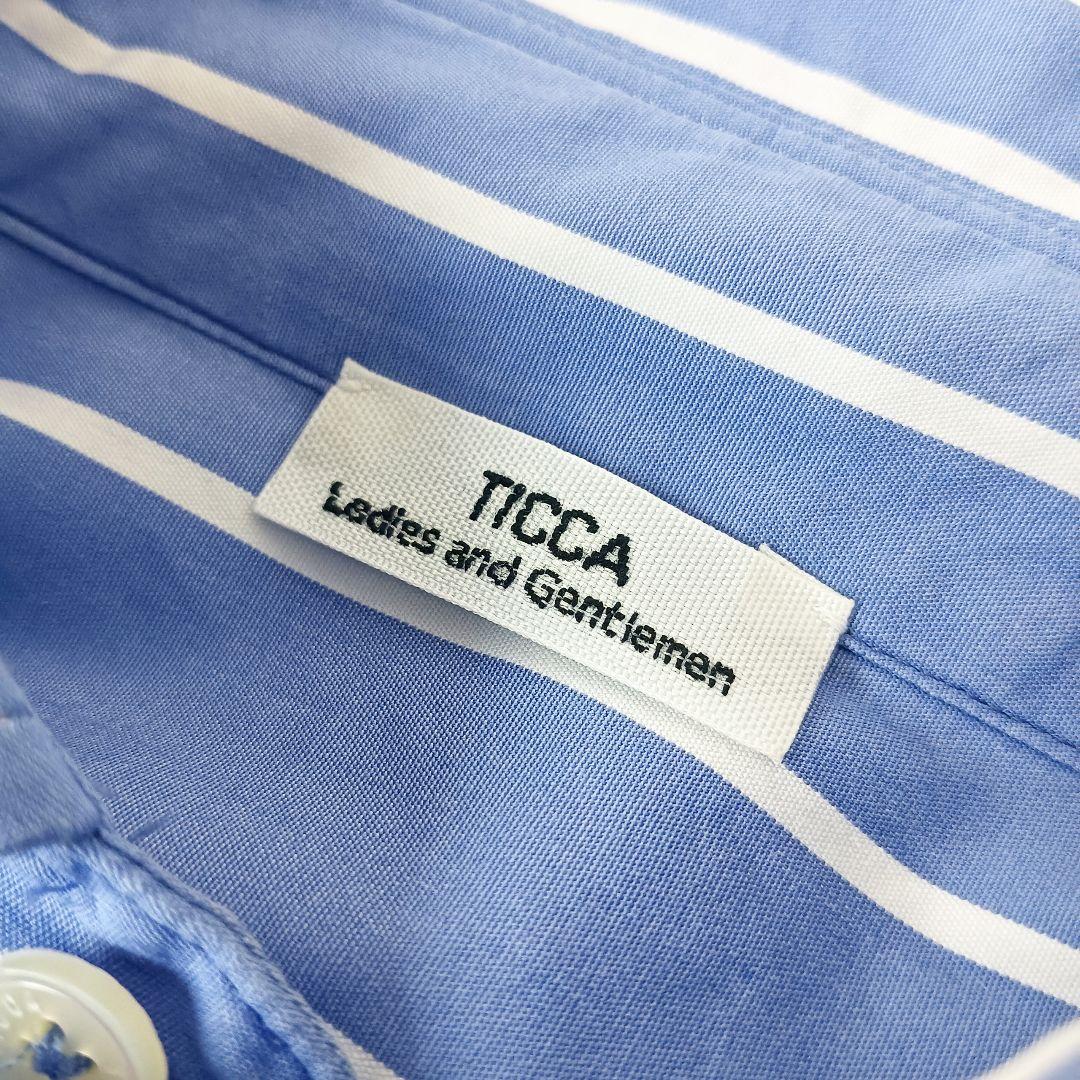 TICCA
Ladies and Gentlemen